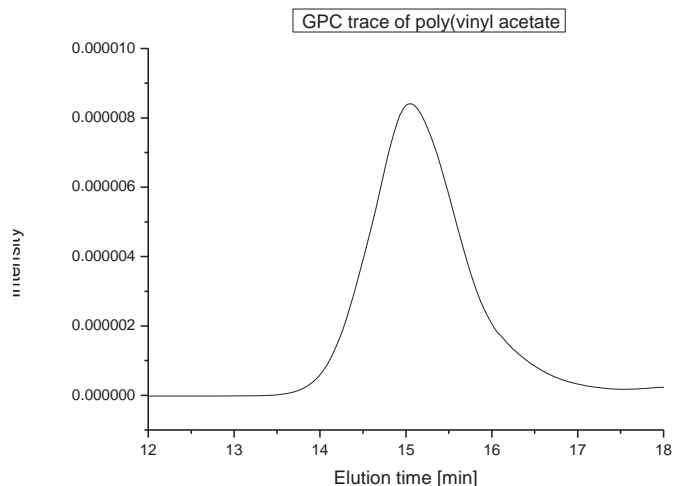 GPC trace of poly(vinyl acetate
0.000010
0.000008
0.000006
0.000004
0.000002
0.000000
Intensity
12 13 14 15 16 17 18
Elution time [min]